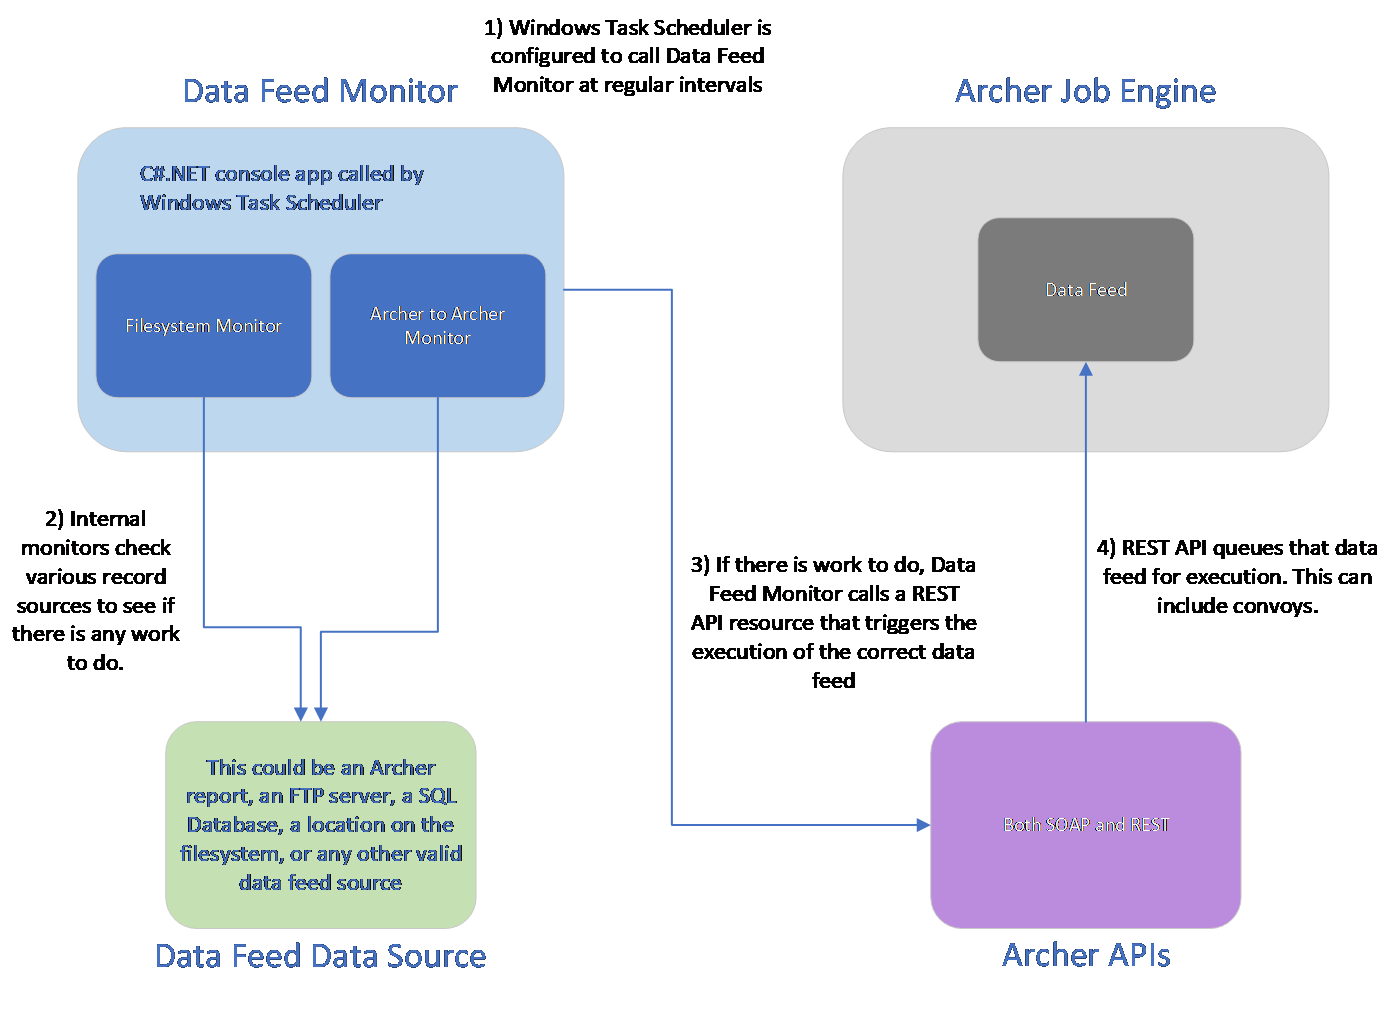 1) Windows Task Scheduler is
configured to call Data Feed
Monitor at regular intervals
Data Feed Monitor
Archer Job Engine
C#.NET console app called by
Windows Task Scheduler
Filesystem Monitor
Archer to Archer
Monitor
Data Feed
2) Internal
monitors check
various record
sources to see if
there is any work
to do.
3) If there is work to do, Data
Feed Monitor calls a REST
API resource that triggers the
execution of the correct data
feed
4) REST API queues that data
feed for execution. This can
include convoys.
This could be an Archer
report, an FTP server, a SQL
Database, a location on the
filesystem, or any other valid
data feed source
Both SOAP and REST
Data Feed Data Source
Archer APIs